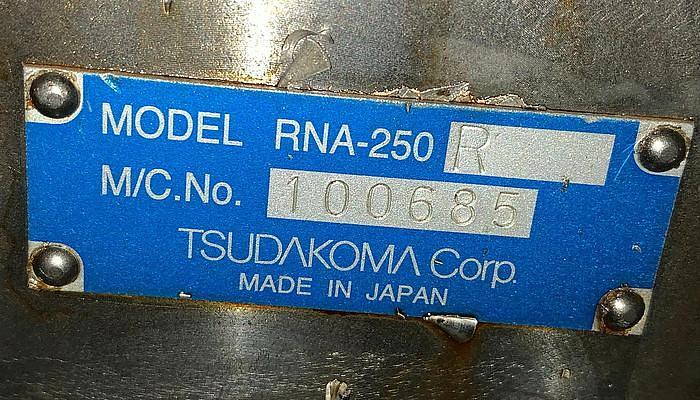 MODEL RNA-250 R
M/C.No. 100685
TSUDAKOMA Corp.
MADE IN JAPAN